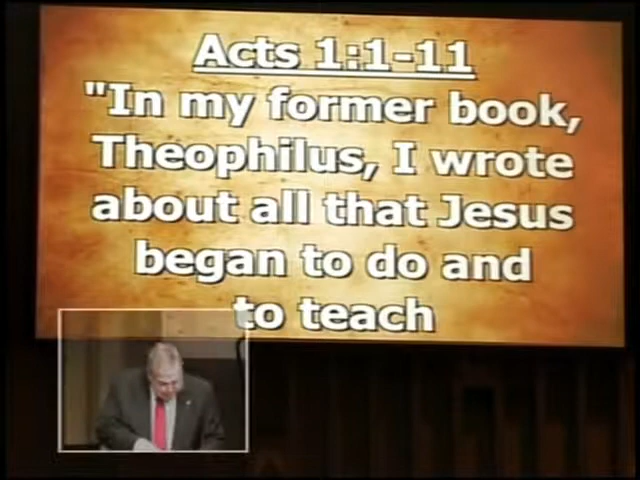 Acts 1:1-11
"In my former book,
Theophilus, I wrote
about all that Jesus
began to do and
to teach